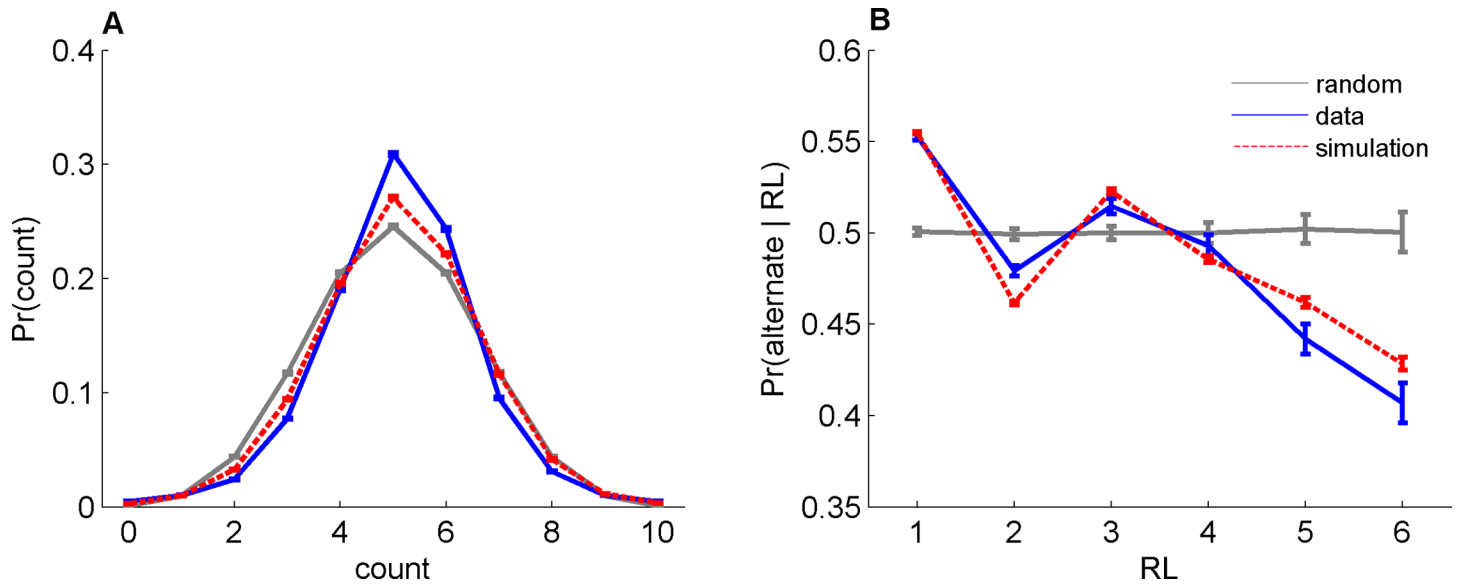 A
0.4
0.3
0.2
0.1
0
Pr(count)
0 2 4 6 8 10
count
B
0.6
0.55
0.5
0.45
0.4
0.35
Pr(alternate | RL)
random
data
simulation
1 2 3 4 5 6
RL